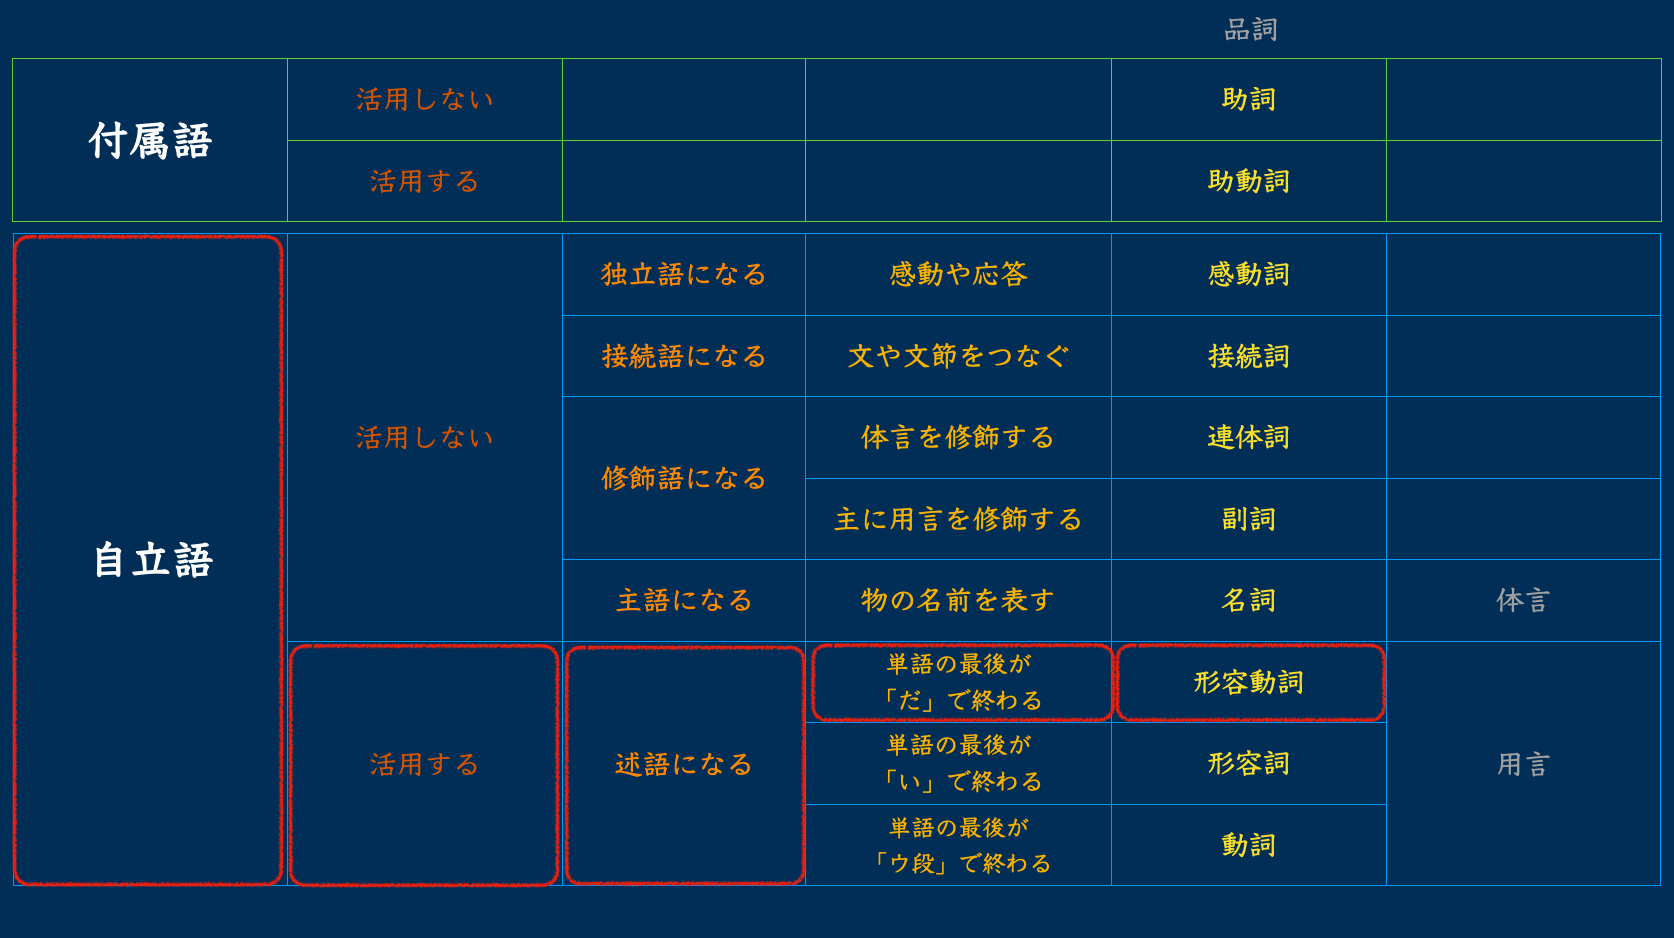 品詞
付属語
活用しない
助詞
活用する
助動詞
自立語
活用しない
独立語になる
感動や応答
感動詞
接続語になる
文や文節をつなぐ
接続詞
修飾語になる
体言を修飾する
連体詞
主に用言を修飾する
副詞
主語になる
物の名前を表す
名詞
体言
活用する
述語になる
単語の最後が
「だ」で終わる
形容動詞
単語の最後が
「い」で終わる
形容詞
用言
単語の最後が
「ウ段」で終わる
動詞